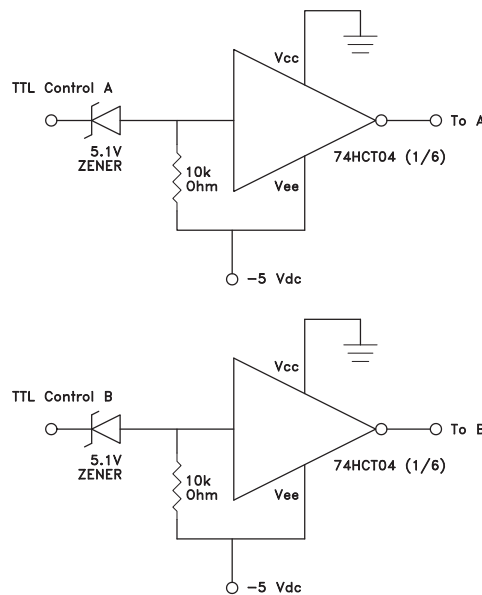 Vcc
TTL Control A
To A
5.1V
ZENER
74HCT04 (1/6)
10k
Ohm
Vee
-5 Vdc
Vcc
TTL Control B
To B
5.1V
ZENER
74HCT04 (1/6)
10k
Ohm
Vee
-5 Vdc